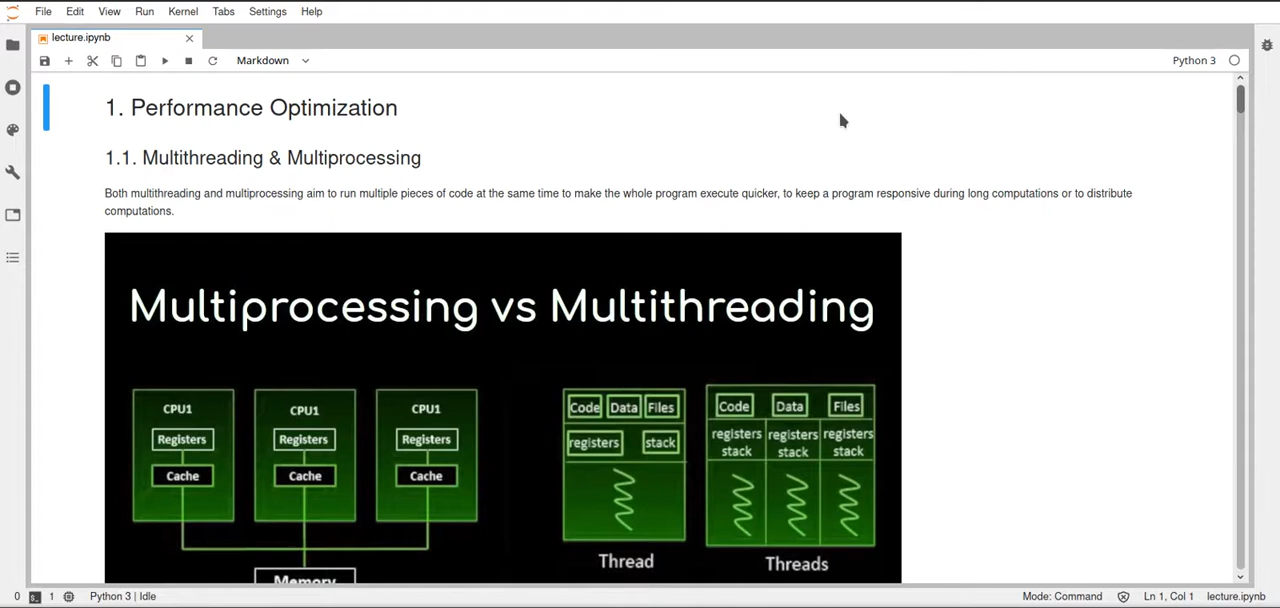 File Edit View Run Kernel Tabs Settings Help
lecture.ipynb
Markdown
Python 3
1. Performance Optimization
1.1. Multithreading & Multiprocessing
Both multithreading and multiprocessing aim to run multiple pieces of code at the same time to make the whole program execute quicker, to keep a program responsive during long computations or to distribute
computations.
Multiprocessing vs Multithreading
CPU1 CPU1 CPU1
Registers Registers Registers
Cache Cache Cache
Memory
Code Data Files
registers stack
Thread
Code Data Files
registers registers registers
stack stack stack
Threads
0 1 Python 3 | Idle Mode: Command Ln 1, Col 1 lecture.ipynb